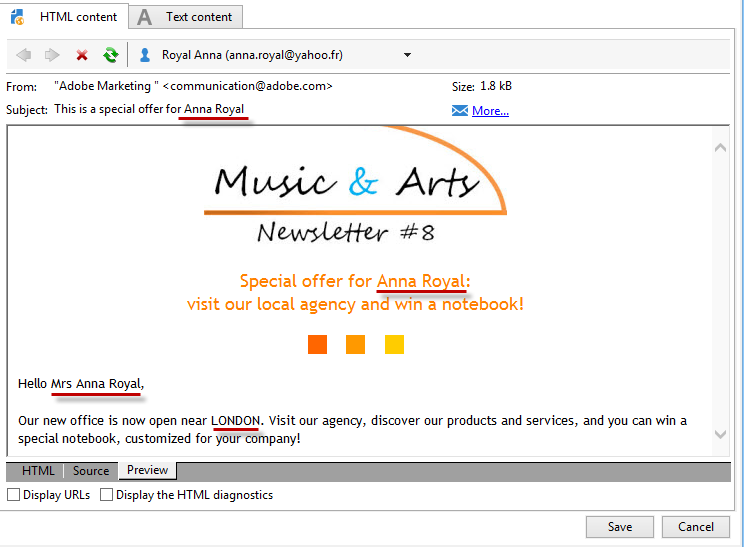 HTML content
Text content
Royal Anna (anna.royal@yahoo.fr)
From: "Adobe Marketing " <communication@adobe.com>
Size: 1.8 kB
Subject: This is a special offer for Anna Royal
More...
Music & Arts
Newsletter #8
Special offer for Anna Royal:
visit our local agency and win a notebook!
Hello Mrs Anna Royal,
Our new office is now open near LONDON. Visit our agency, discover our products and services, and you can win a
special notebook, customized for your company!
HTML Source Preview
Display URLs Display the HTML diagnostics
Save Cancel